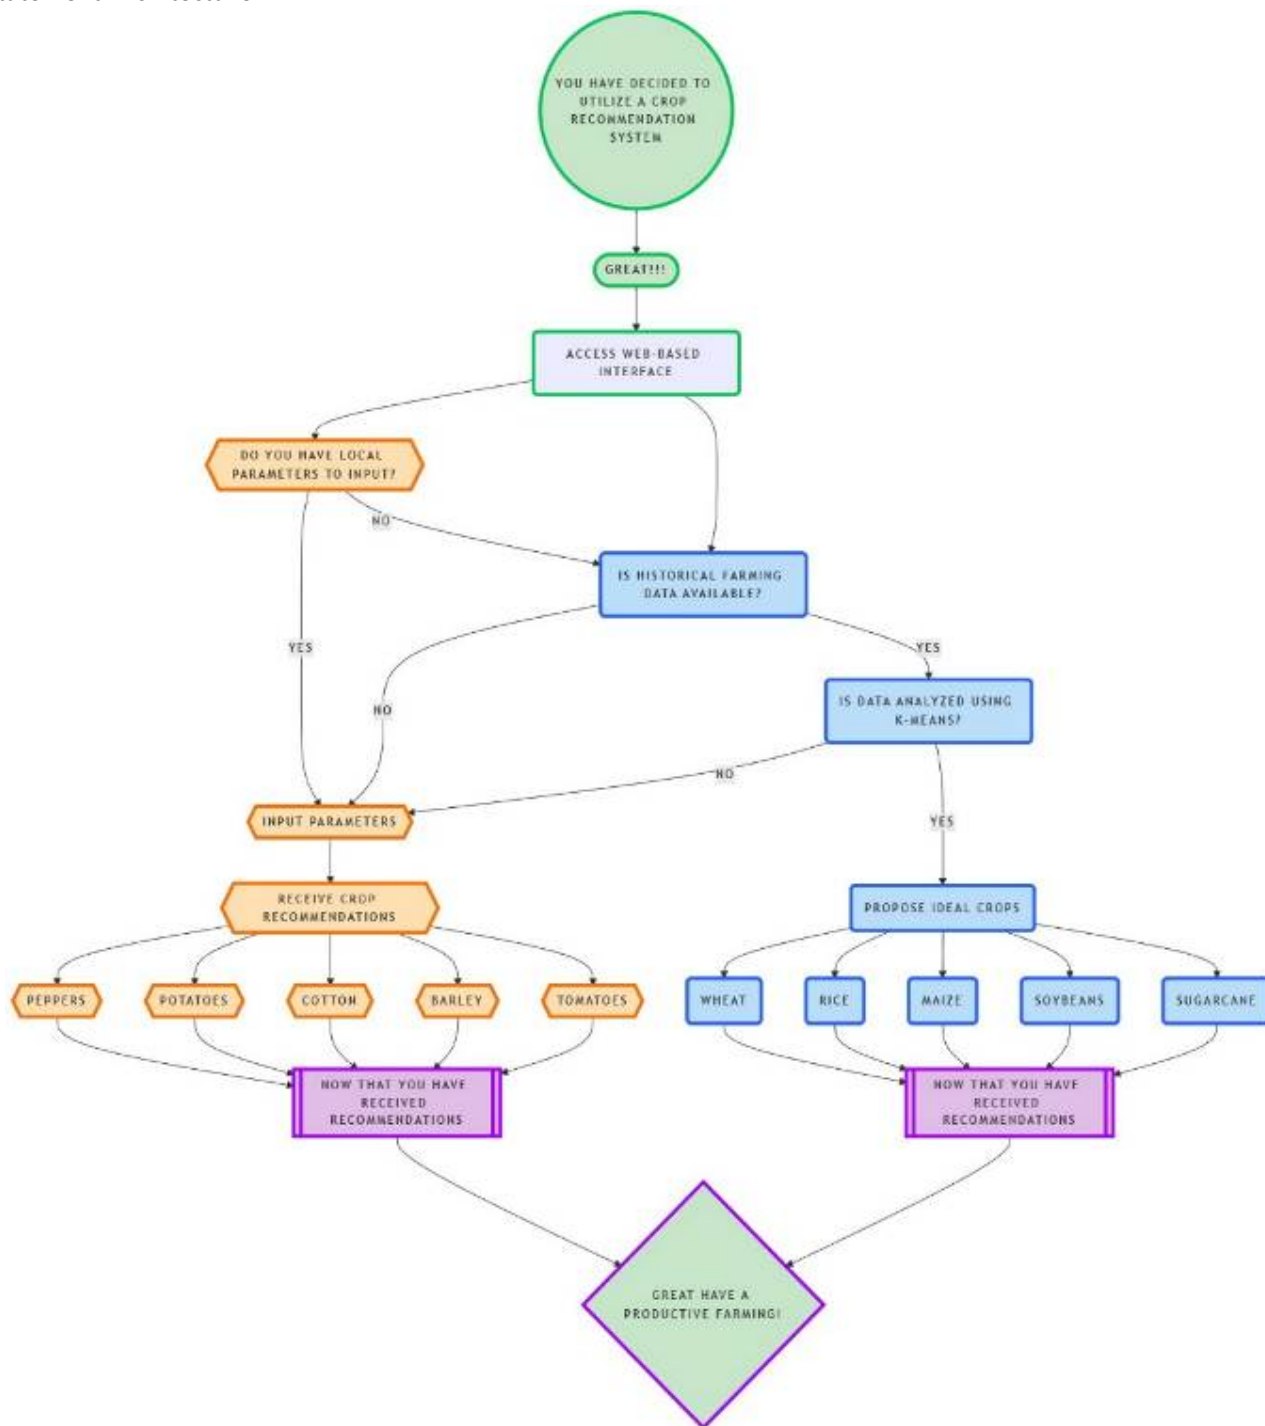 YOU HAVE DECIDED TO
UTILIZE A CROP
RECOMMENDATION
SYSTEM
GREAT!!!
ACCESS WEB-BASED
INTERFACE
DO YOU HAVE LOCAL
PARAMETERS TO INPUT?
NO
IS HISTORICAL FARMING
DATA AVAILABLE?
YES
YES
NO
IS DATA ANALYZED USING
K-MEANS?
NO
YES
INPUT PARAMETERS
RECEIVE CROP
RECOMMENDATIONS
PROPOSE IDEAL CROPS
PEPPERS
POTATOES
COTTON
BARLEY
TOMATOES
WHEAT
RICE
MAIZE
SOYBEANS
SUGARCANE
NOW THAT YOU HAVE
RECEIVED
RECOMMENDATIONS
NOW THAT YOU HAVE
RECEIVED
RECOMMENDATIONS
GREAT HAVE A
PRODUCTIVE FARMING!